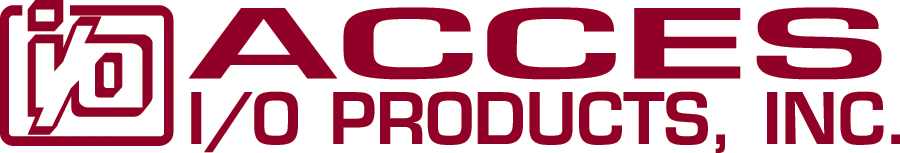 i/o
ACCES
I/O PRODUCTS, INC.